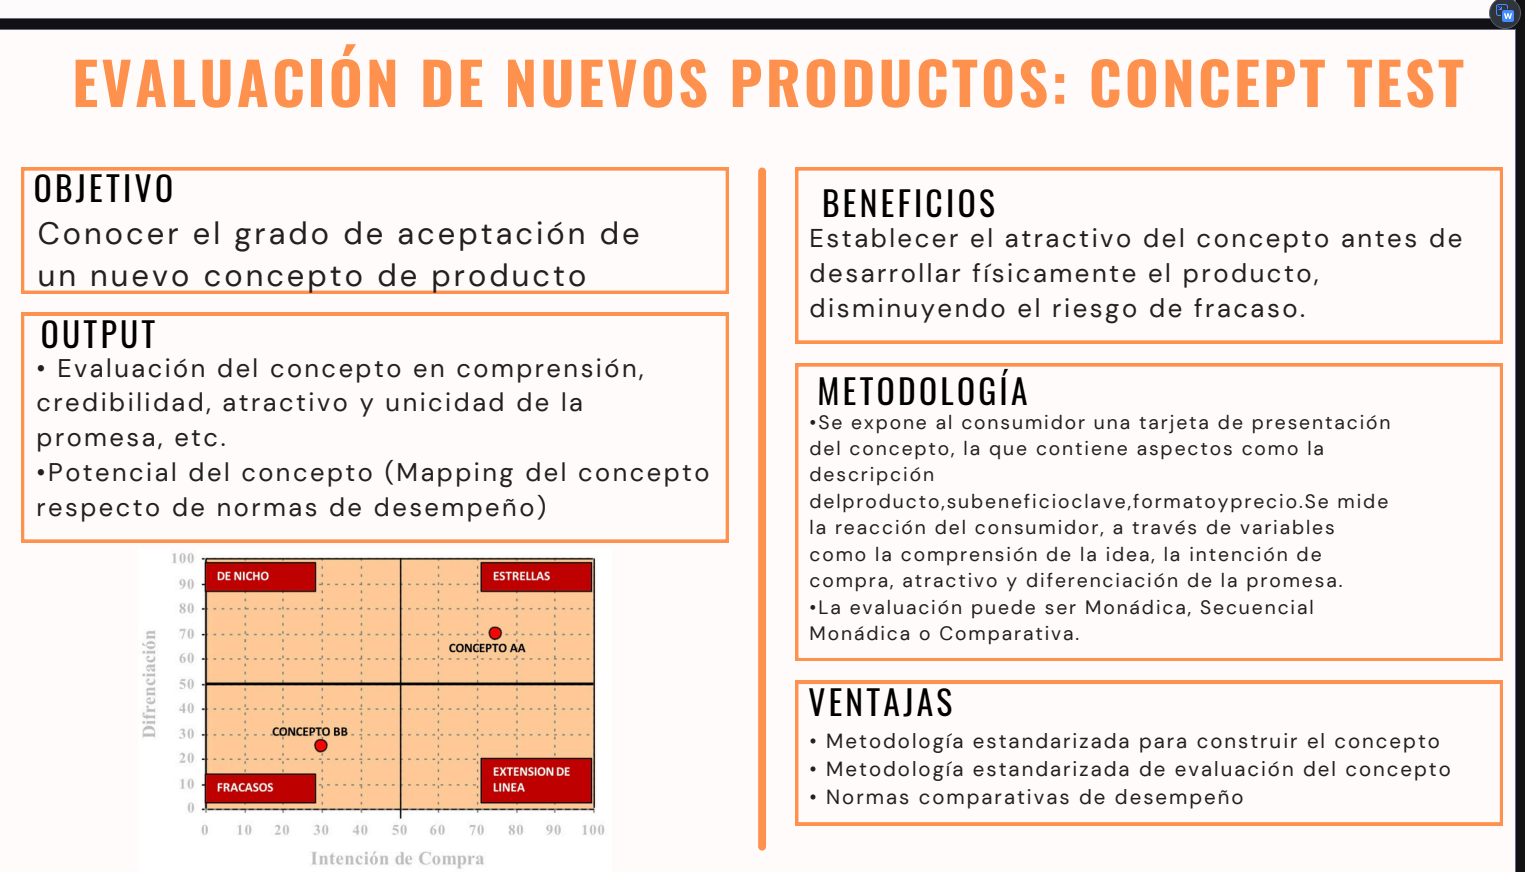 EVALUACIÓN DE NUEVOS PRODUCTOS: CONCEPT TEST
OBJETIVO
Conocer el grado de aceptación de
un nuevo concepto de producto
OUTPUT
• Evaluación del concepto en comprensión,
credibilidad, atractivo y unicidad de la
promesa, etc.
•Potencial del concepto (Mapping del concepto
respecto de normas de desempeño)
100
90
80
70
60
50
40
30
20
10
0
Difrenciación
DE NICHO
ESTRELLAS
CONCEPTO AA
CONCEPTO BB
FRACASOS
EXTENSION DE
LINEA
0 10 20 30 40 50 60 70 80 90 100
Intención de Compra
BENEFICIOS
Establecer el atractivo del concepto antes de
desarrollar físicamente el producto,
disminuyendo el riesgo de fracaso.
METODOLOGÍA
•Se expone al consumidor una tarjeta de presentación
del concepto, la que contiene aspectos como la
descripción
delproducto,subeneficioclave,formatoyprecio.Se mide
la reacción del consumidor, a través de variables
como la comprensión de la idea, la intención de
compra, atractivo y diferenciación de la promesa.
•La evaluación puede ser Monádica, Secuencial
Monádica o Comparativa.
VENTAJAS
• Metodología estandarizada para construir el concepto
• Metodología estandarizada de evaluación del concepto
• Normas comparativas de desempeño
W